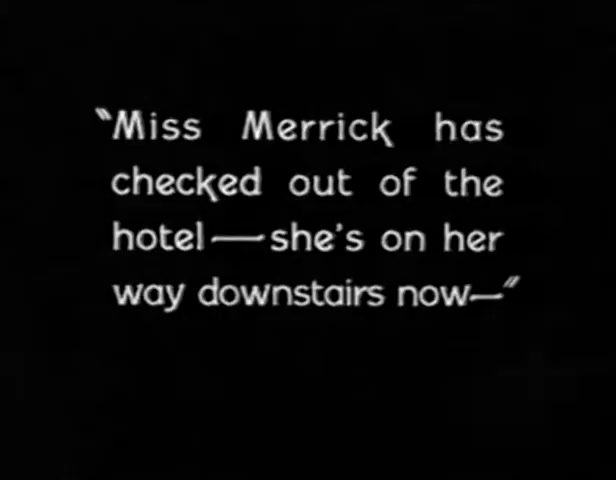 "Miss Merrick has
checked out of the
hotel—she's on her
way downstairs now—"